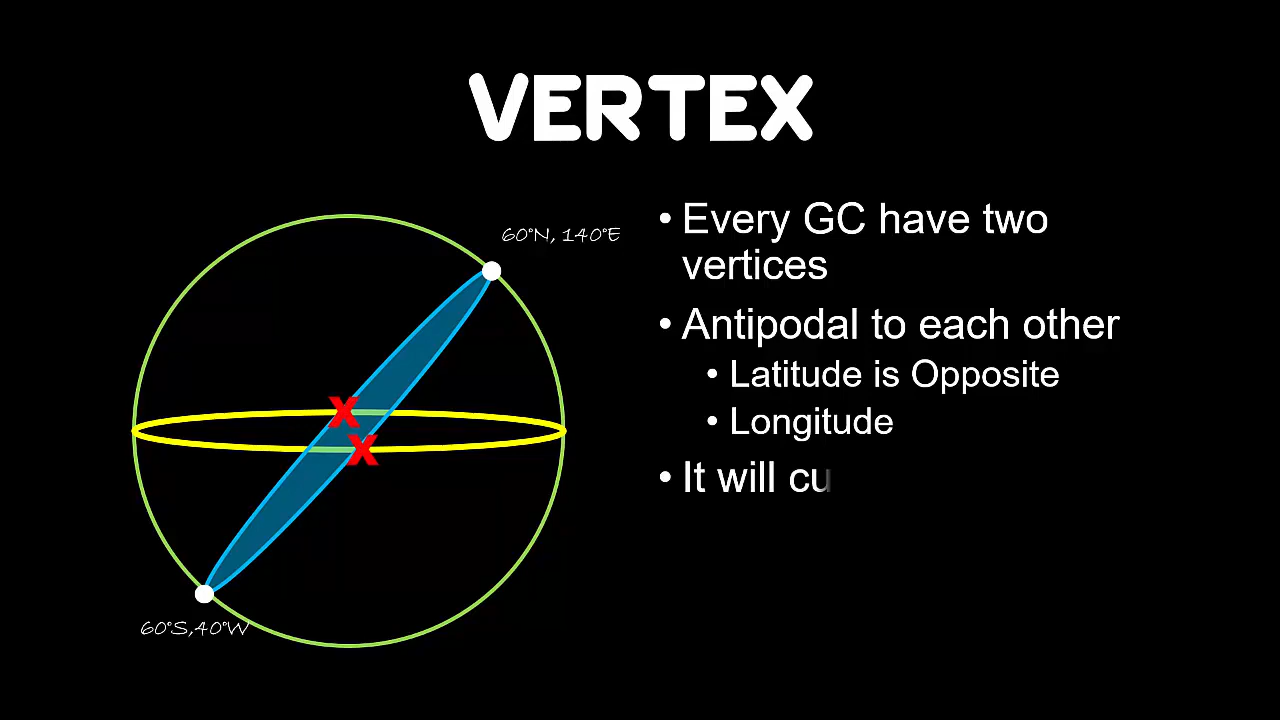 VERTEX
60°N, 140°E
• Every GC have two
vertices
• Antipodal to each other
• Latitude is Opposite
• Longitude
• It will cu
X
X
60°S,40°W